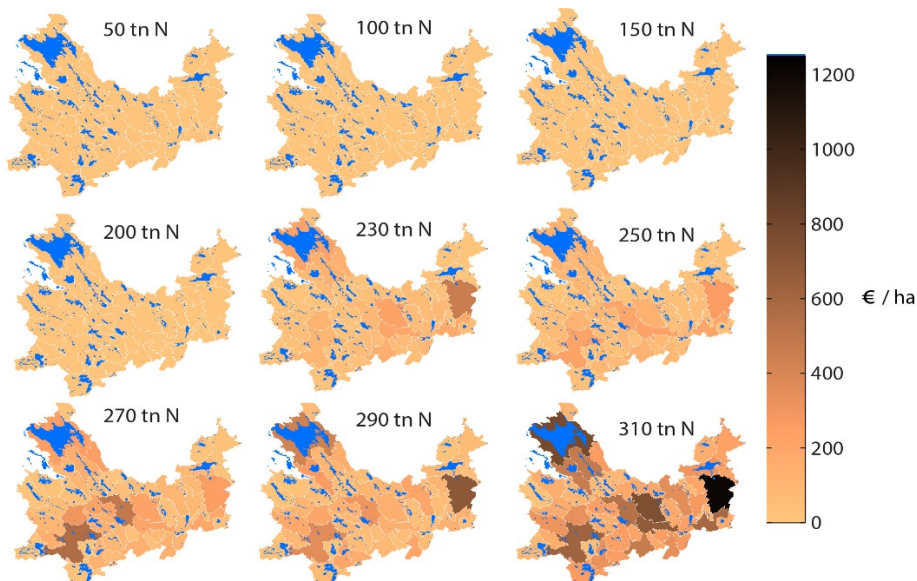 50 tn N
100 tn N
150 tn N
200 tn N
230 tn N
250 tn N
270 tn N
290 tn N
310 tn N
1200
1000
800
600
400
200
0
€ / ha